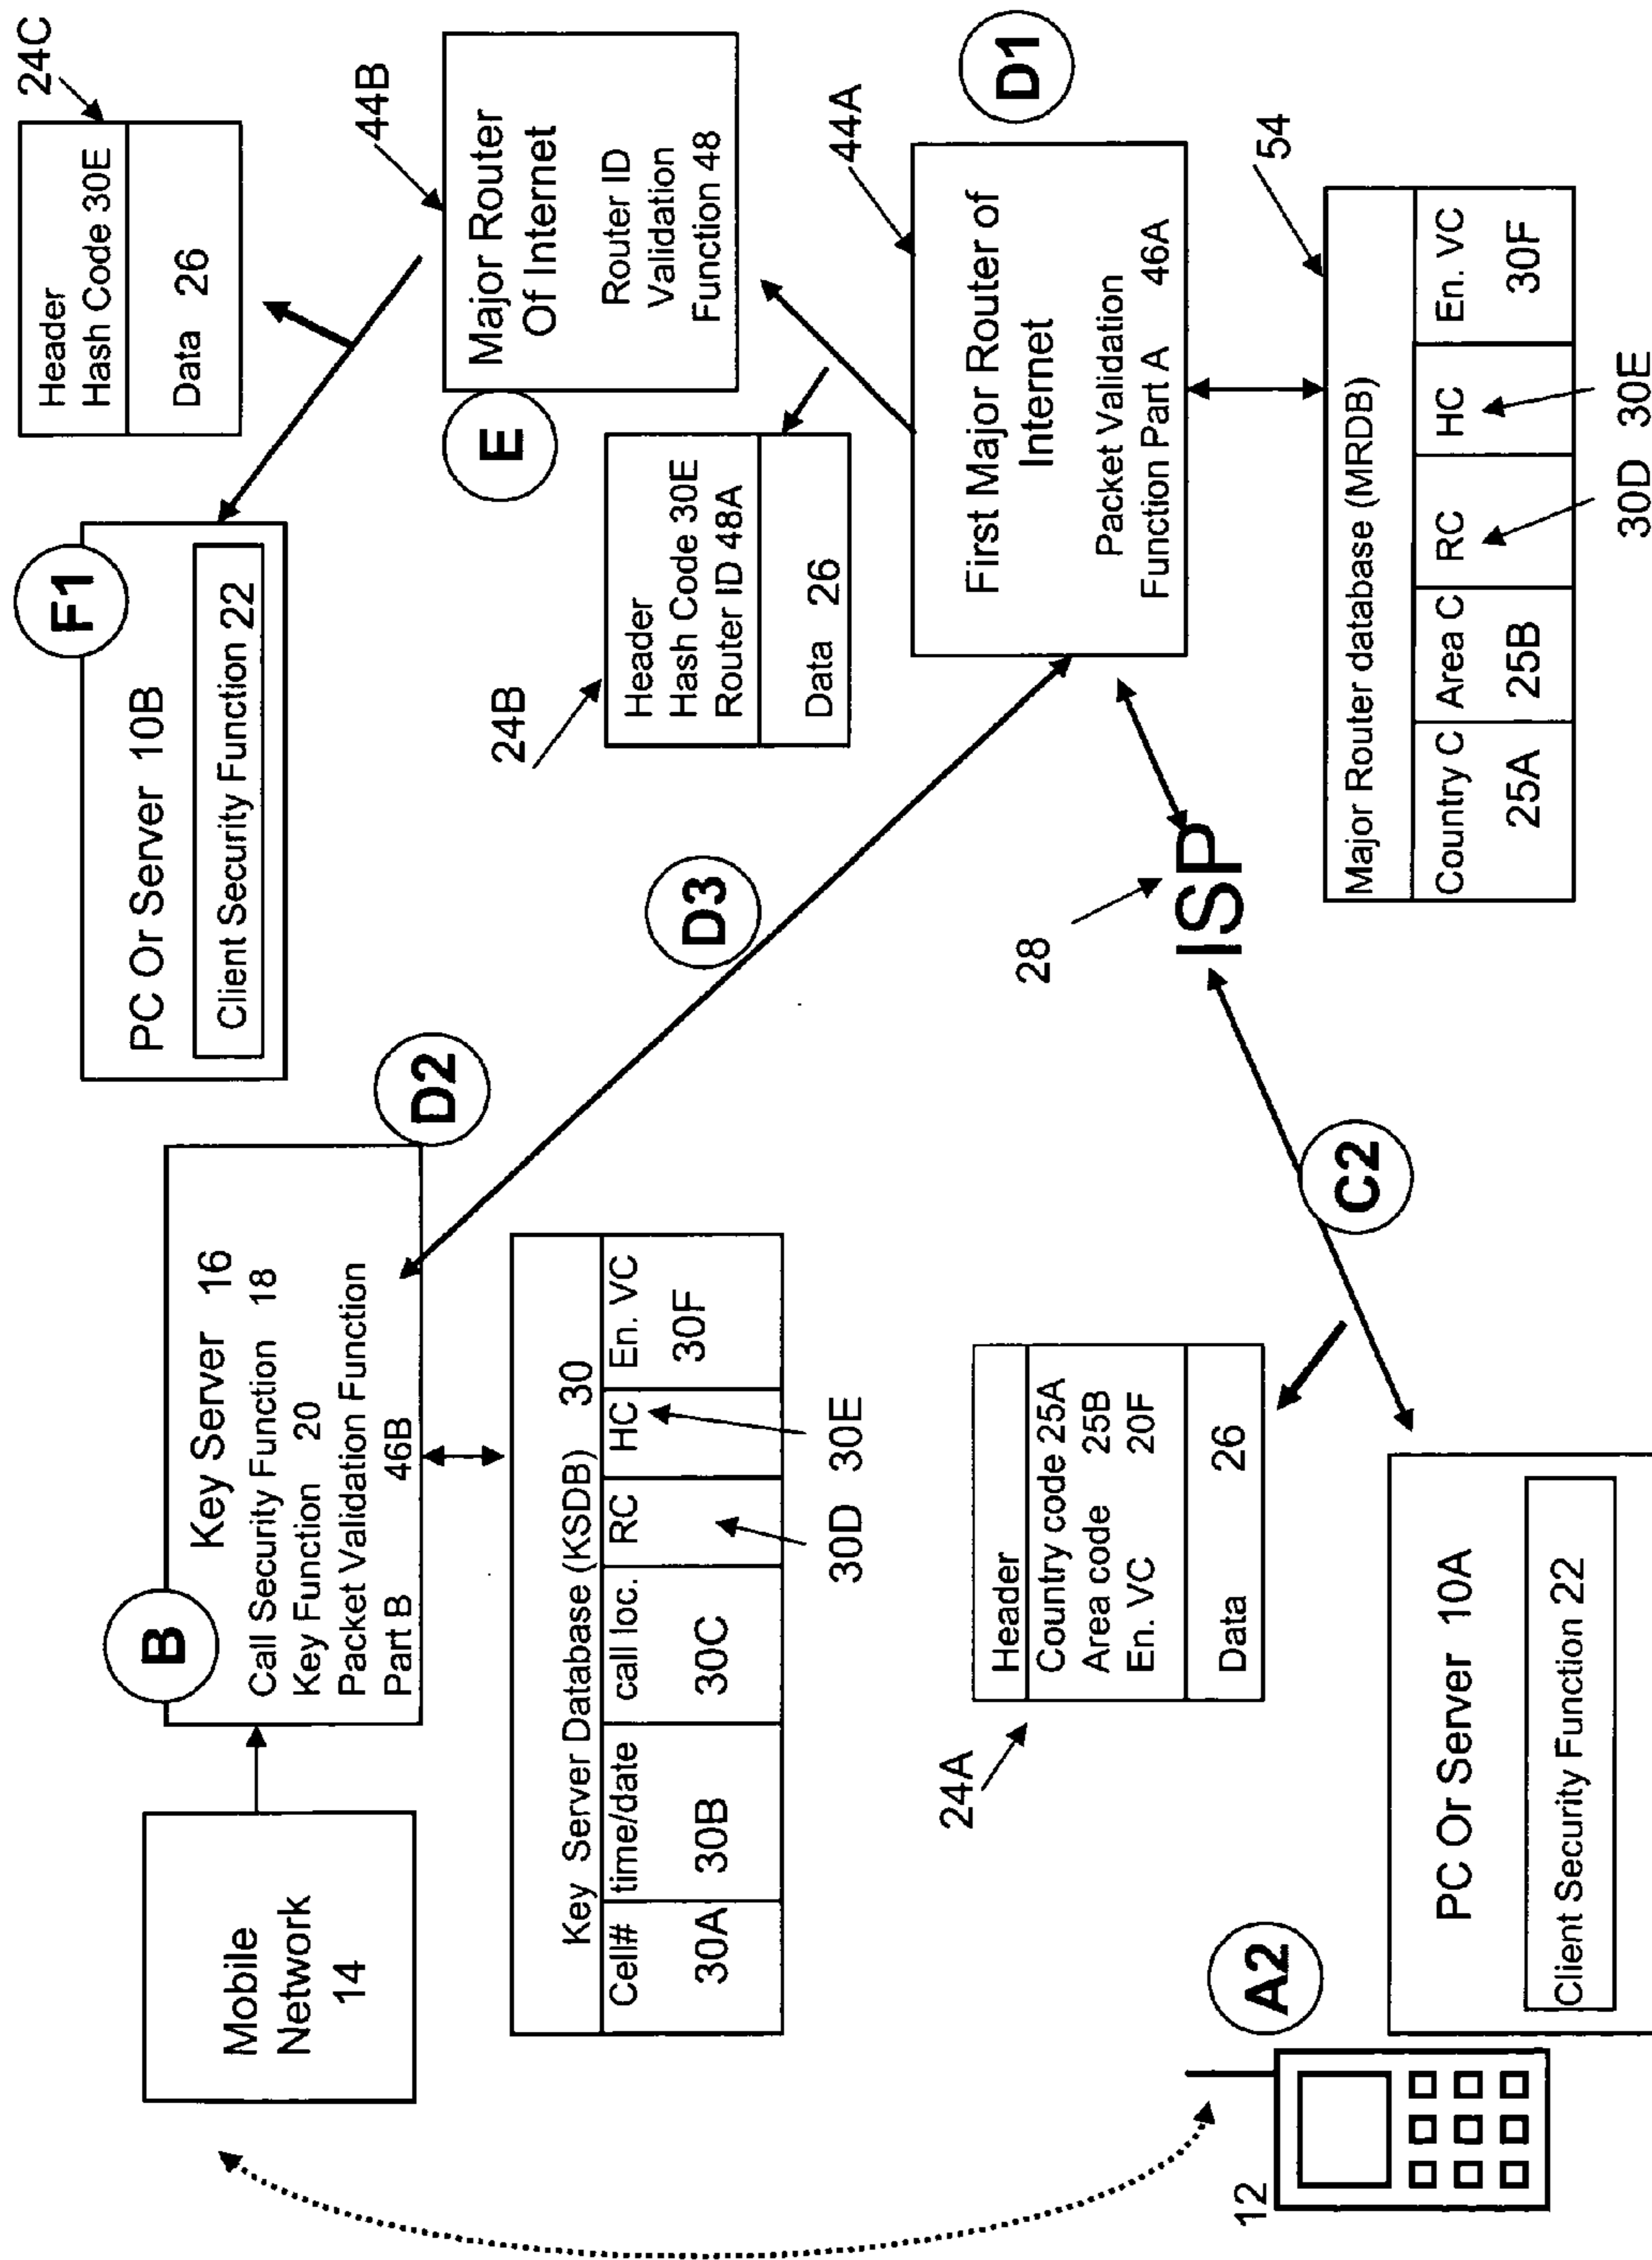 Mobile
Network
14
B
Key Server 16
Call Security Function 18
Key Function 20
Packet Validation Function
Part B 46B
D2
Key Server Database (KSDB) 30
Cell# time/date call loc. RC HC En. VC
30A 30B 30C 30F
30D 30E
F1
PC Or Server 10B
Client Security Function 22
24C
Header
Hash Code 30E
Data 26
44B
Major Router
Of Internet
Router ID
Validation
Function 48
E
24B
Header
Hash Code 30E
Router ID 48A
Data 26
D3
44A
D1
First Major Router of
Internet
Packet Validation
Function Part A 46A
54
Major Router database (MRDB)
Country C Area C RC HC En. VC
25A 25B 30F
30D 30E
28
ISP
C2
24A
Header
Country code 25A
Area code 25B
En. VC 20F
Data 26
12
A2
PC Or Server 10A
Client Security Function 22